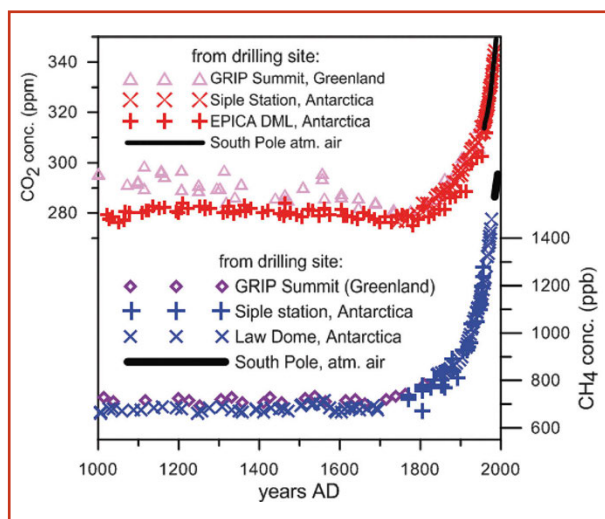 from drilling site:
GRIP Summit, Greenland
Siple Station, Antarctica
EPICA DML, Antarctica
South Pole atm. air
CO2 conc. (ppm)
340
320
300
280
from drilling site:
GRIP Summit (Greenland)
Siple station, Antarctica
Law Dome, Antarctica
South Pole, atm. air
1400
1200
1000
800
600
CH4 conc. (ppb)
1000 1200 1400 1600 1800 2000
years AD